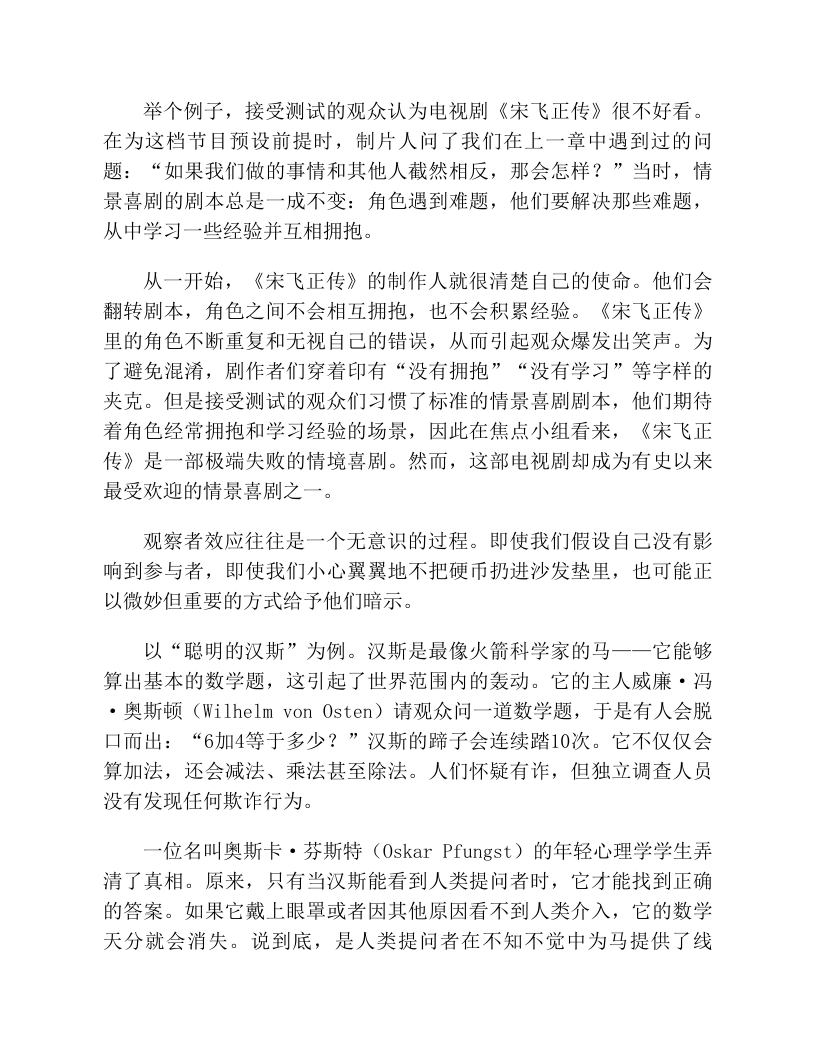 举个例子，接受测试的观众认为电视剧《宋飞正传》很不好看。
在为这档节目预设前提时，制片人问了我们在上一章中遇到过的问
题：“如果我们做的事情和其他人截然相反，那会怎样？”当时，情
景喜剧的剧本总是一成不变：角色遇到难题，他们要解决那些难题，
从中学习一些经验并互相拥抱。
从一开始，《宋飞正传》的制作人就很清楚自己的使命。他们会
翻转剧本，角色之间不会相互拥抱，也不会积累经验。《宋飞正传》
里的角色不断重复和无视自己的错误，从而引起观众爆发出笑声。为
了避免混淆，剧作者们穿着印有“没有拥抱”“没有学习”等字样的
夹克。但是接受测试的观众们习惯了标准的情景喜剧剧本，他们期待
着角色经常拥抱和学习经验的场景，因此在焦点小组看来，《宋飞正
传》是一部极端失败的情境喜剧。然而，这部电视剧却成为有史以来
最受欢迎的情景喜剧之一。
观察者效应往往是一个无意识的过程。即使我们假设自己没有影
响到参与者，即使我们小心翼翼地不把硬币扔进沙发垫里，也可能正
以微妙但重要的方式给予他们暗示。
以“聪明的汉斯”为例。汉斯是最像火箭科学家的马——它能够
算出基本的数学题，这引起了世界范围内的轰动。它的主人威廉·冯
·奥斯顿（Wilhelm von Osten）请观众问一道数学题，于是有人会脱
口而出：“6加4等于多少？”汉斯的蹄子会连续踏10次。它不仅仅会
算加法，还会减法、乘法甚至除法。人们怀疑有诈，但独立调查人员
没有发现任何欺诈行为。
一位名叫奥斯卡·芬斯特（Oskar Pfungst）的年轻心理学学生弄
清了真相。原来，只有当汉斯能看到人类提问者时，它才能找到正确
的答案。如果它戴上眼罩或者因其他原因看不到人类介入，它的数学
天分就会消失。说到底，是人类提问者在不知不觉中为马提供了线